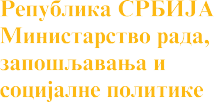 Република СРБИЈА
Министарство рада,
запошљавања и
социјалне политике